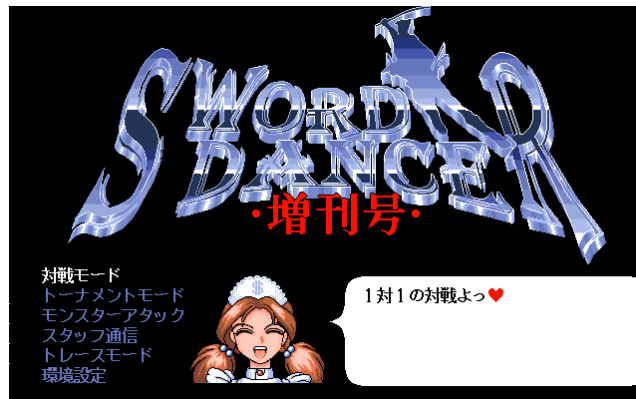 SWORD
DANCER
・増刊号・
対戦モード
トーナメントモード
モンスターアタック
スタッフ通信
トレースモード
環境設定
$
1対1の対戦よっ♥